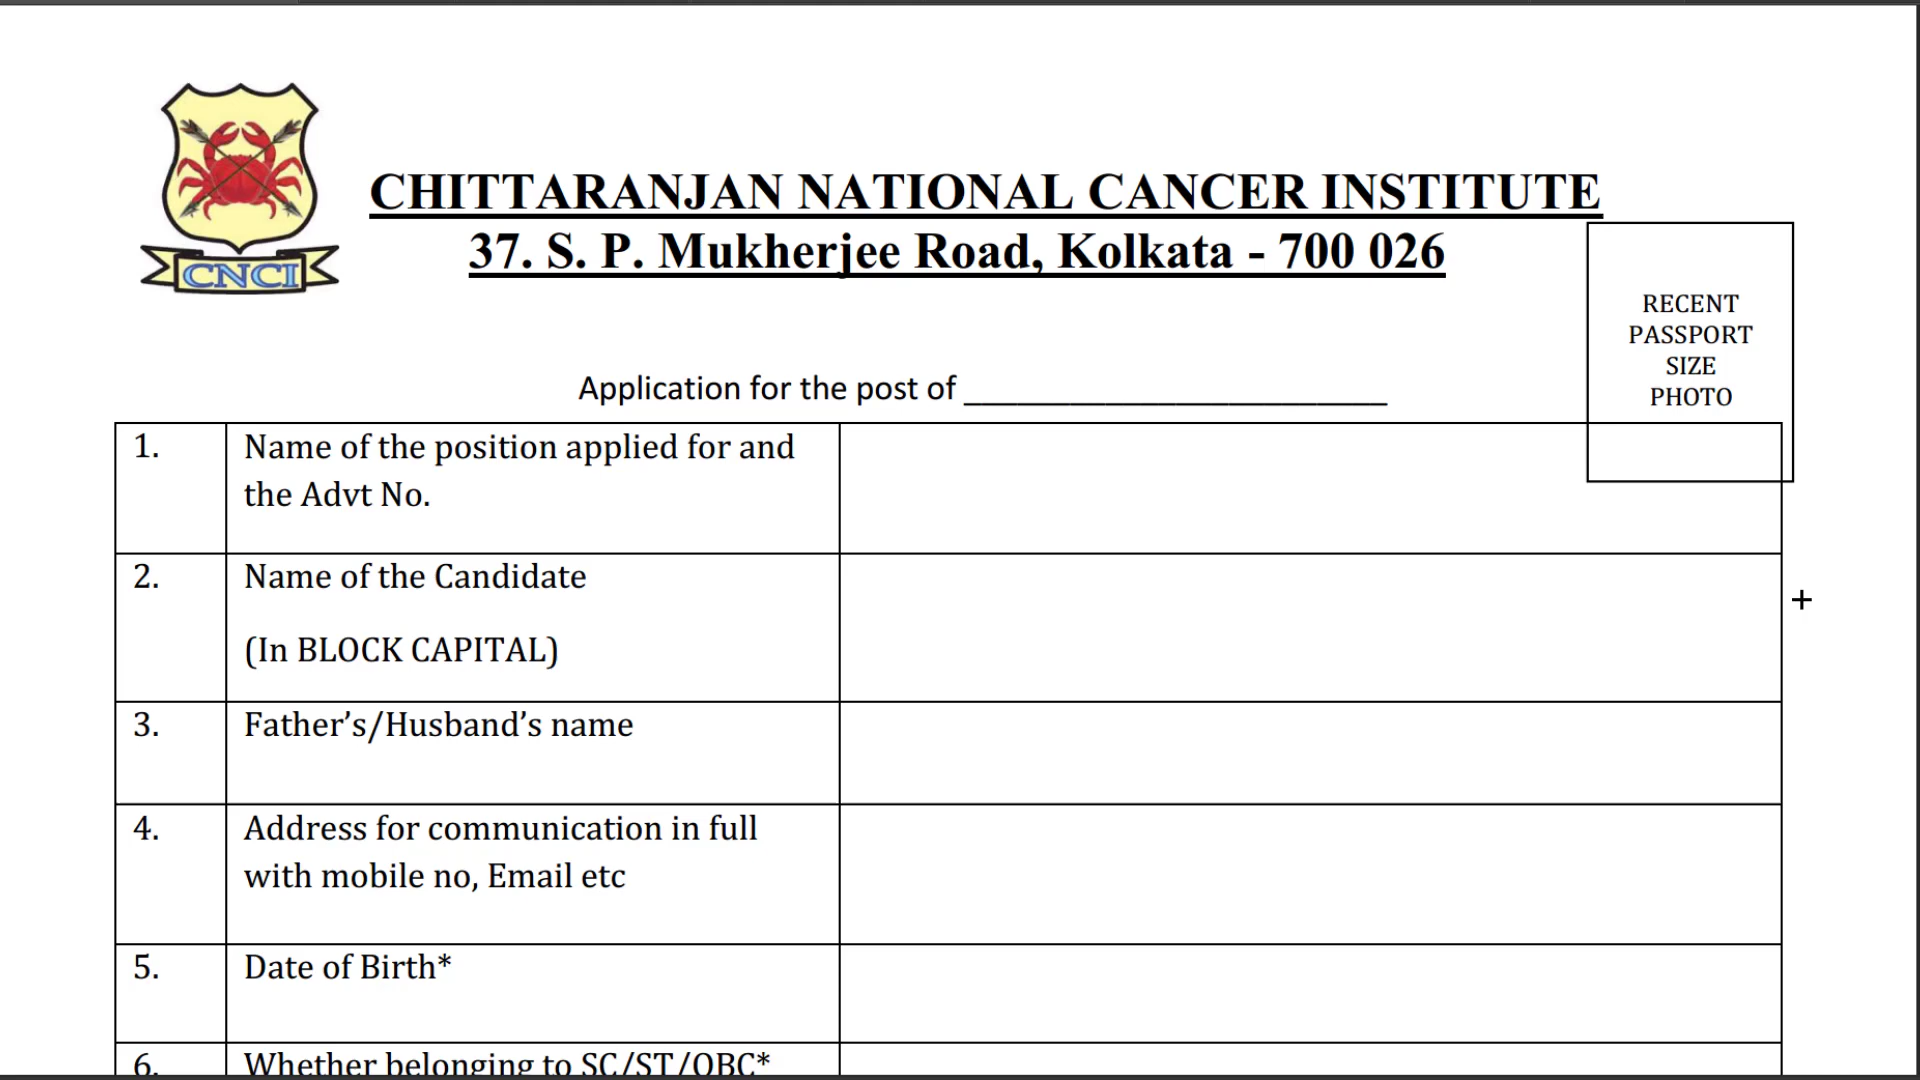 CHITTARANJAN NATIONAL CANCER INSTITUTE
37. S. P. Mukherjee Road, Kolkata - 700 026
CNCI
RECENT
PASSPORT
SIZE
PHOTO
Application for the post of ________________________
1. Name of the position applied for and
the Advt No.
2. Name of the Candidate
(In BLOCK CAPITAL)
3. Father’s/Husband’s name
4. Address for communication in full
with mobile no, Email etc
5. Date of Birth*
6. Whether belonging to SC/ST/OBC*